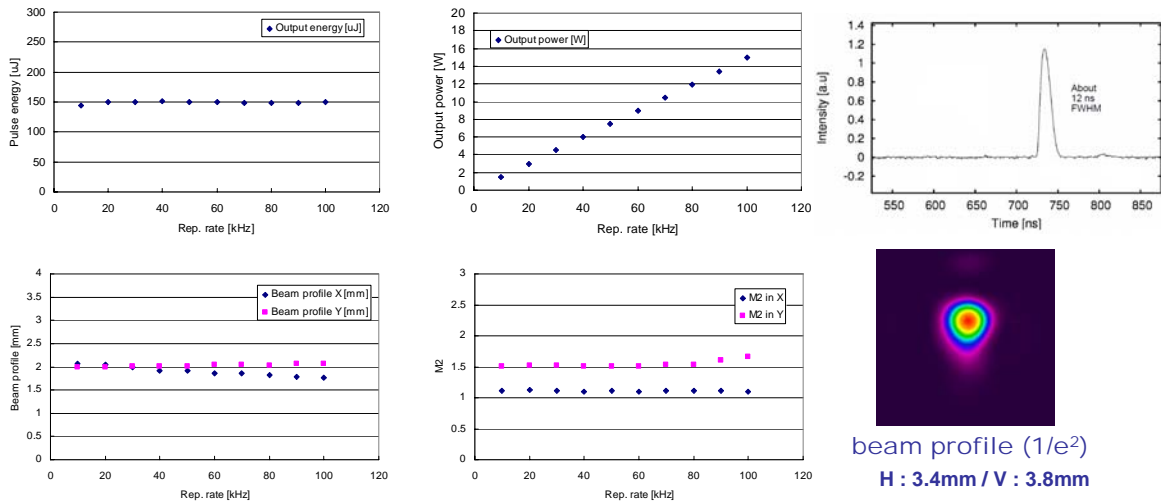 300
250
200
150
100
50
0
Pulse energy [uJ]
Output energy [uJ]
0 20 40 60 80 100 120
Rep. rate [kHz]
20
18
16
14
12
10
8
6
4
2
0
Output power [W]
Output power [W]
0 20 40 60 80 100 120
Rep. rate [kHz]
1.4
1.2
1
0.8
0.6
0.4
0.2
0
-0.2
Intensity [a.u]
About
12 ns
FWHM
550 600 650 700 750 800 850
Time [ns]
4
3.5
3
2.5
2
1.5
1
0.5
0
Beam profile [mm]
Beam profile X [mm]
Beam profile Y [mm]
0 20 40 60 80 100 120
Rep. rate [kHz]
3
2.5
2
1.5
1
0.5
0
M2
M2 in X
M2 in Y
0 20 40 60 80 100 120
Rep. rate [kHz]
beam profile (1/e²)
H : 3.4mm / V : 3.8mm